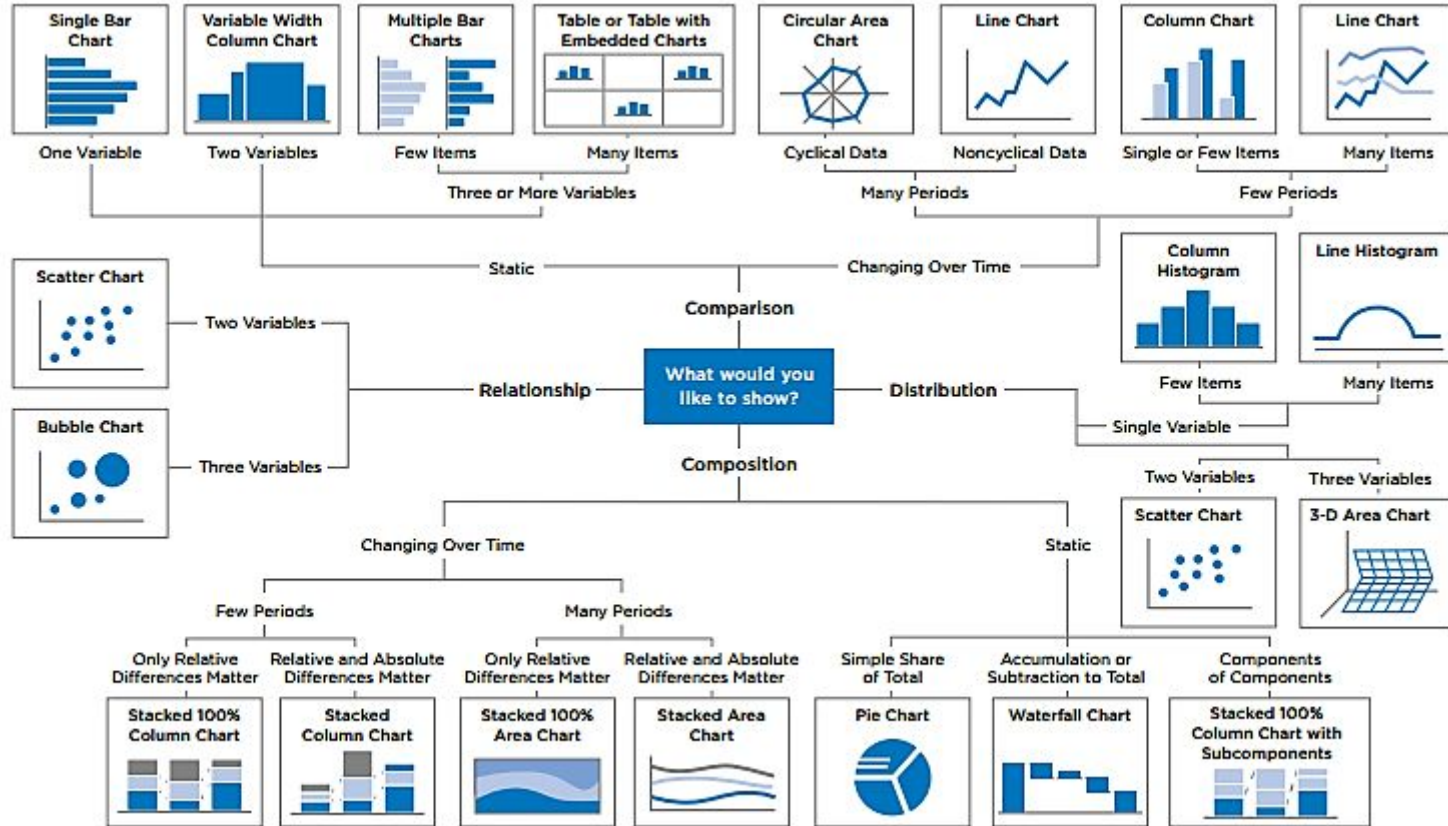 Single Bar
Chart
Variable Width
Column Chart
Multiple Bar
Charts
Table or Table with
Embedded Charts
Circular Area
Chart
Line Chart
Column Chart
Line Chart
One Variable
Two Variables
Few Items
Many Items
Cyclical Data
Noncyclical Data
Single or Few Items
Many Items
Three or More Variables
Many Periods
Few Periods
Static
Changing Over Time
Comparison
Scatter Chart
Two Variables
Column
Histogram
Line Histogram
Relationship
What would you
like to show?
Distribution
Few Items
Many Items
Single Variable
Bubble Chart
Three Variables
Composition
Two Variables
Three Variables
Scatter Chart
3-D Area Chart
Changing Over Time
Static
Few Periods
Many Periods
Only Relative
Differences Matter
Relative and Absolute
Differences Matter
Only Relative
Differences Matter
Relative and Absolute
Differences Matter
Simple Share
of Total
Accumulation or
Subtraction to Total
Components
of Components
Stacked 100%
Column Chart
Stacked
Column Chart
Stacked 100%
Area Chart
Stacked Area
Chart
Pie Chart
Waterfall Chart
Stacked 100%
Column Chart with
Subcomponents